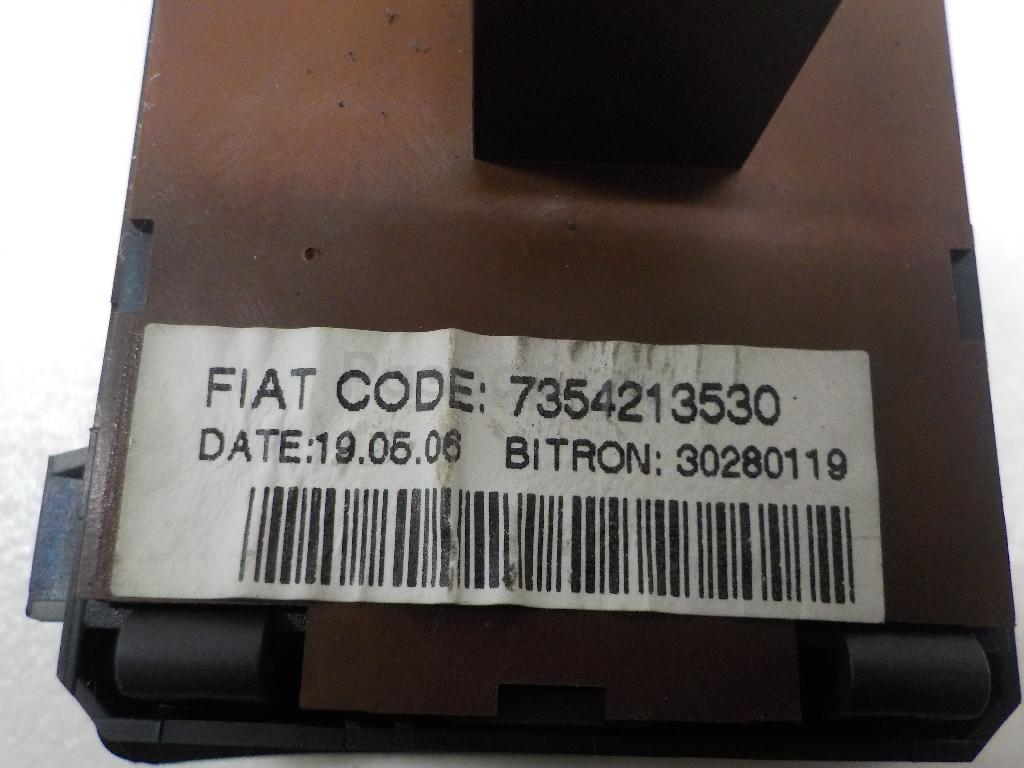 FIAT CODE: 7354213530
DATE:19.05.06 BITRON: 30280119